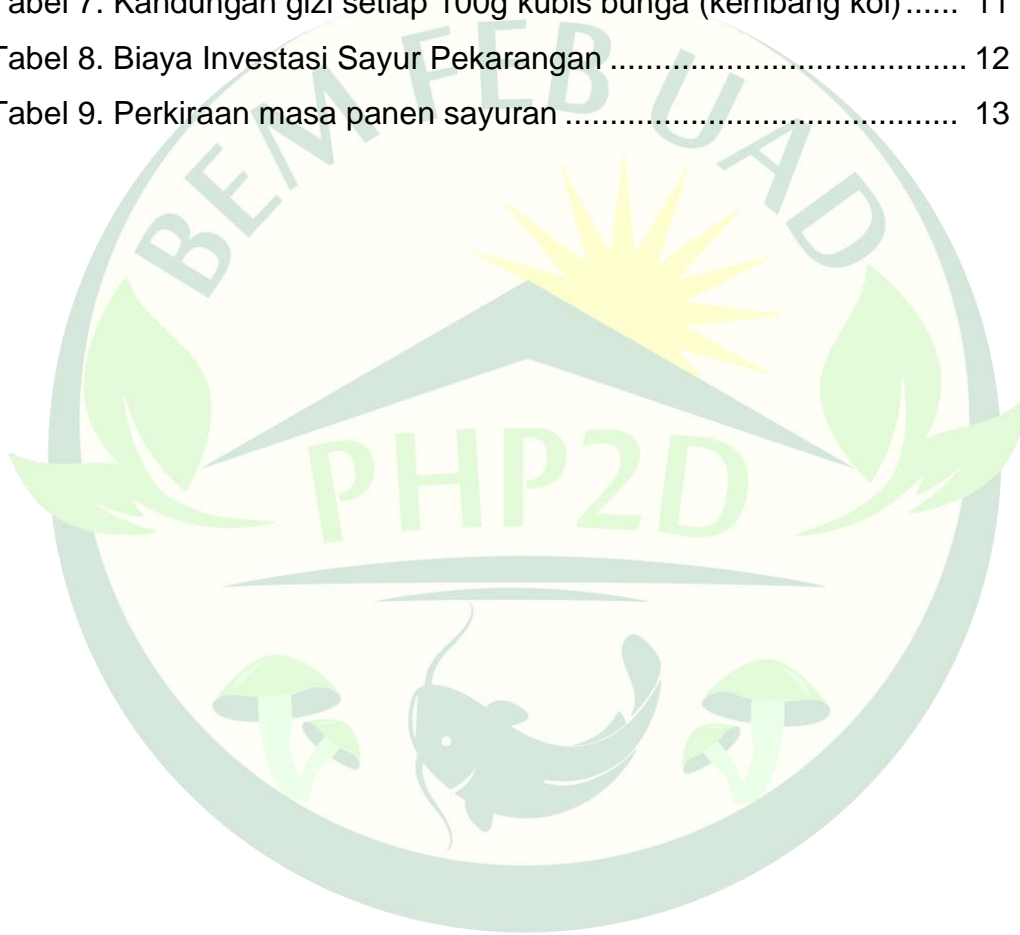 Tabel 7. Kandungan gizi setiap 100g kubis bunga (kembang kol) ...... 11
Tabel 8. Biaya Investasi Sayur Pekarangan ....................................... 12
Tabel 9. Perkiraan masa panen sayuran ........................................... 13
BEM FEB UAD
PHP2D